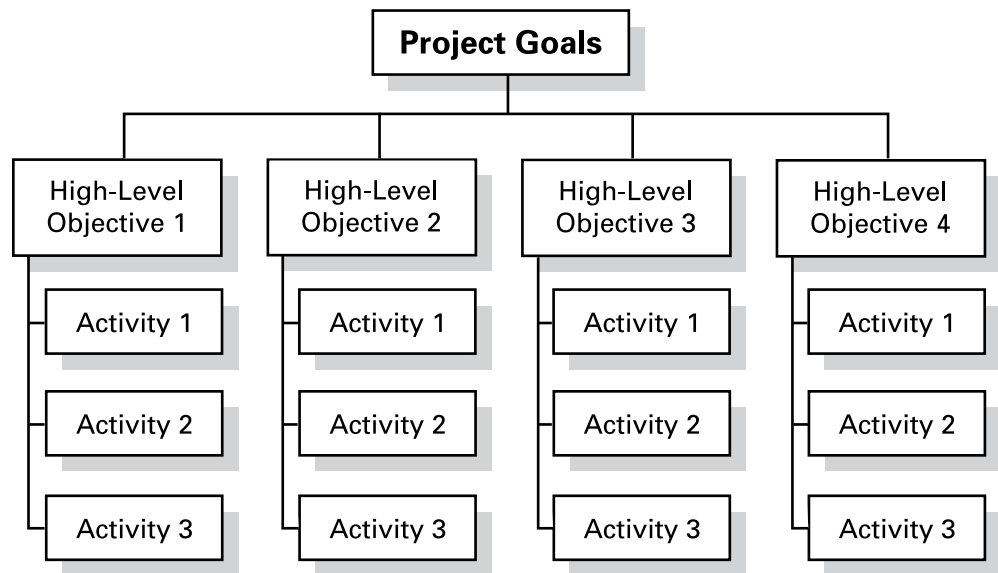 Project Goals
High-Level
Objective 1
High-Level
Objective 2
High-Level
Objective 3
High-Level
Objective 4
Activity 1
Activity 1
Activity 1
Activity 1
Activity 2
Activity 2
Activity 2
Activity 2
Activity 3
Activity 3
Activity 3
Activity 3